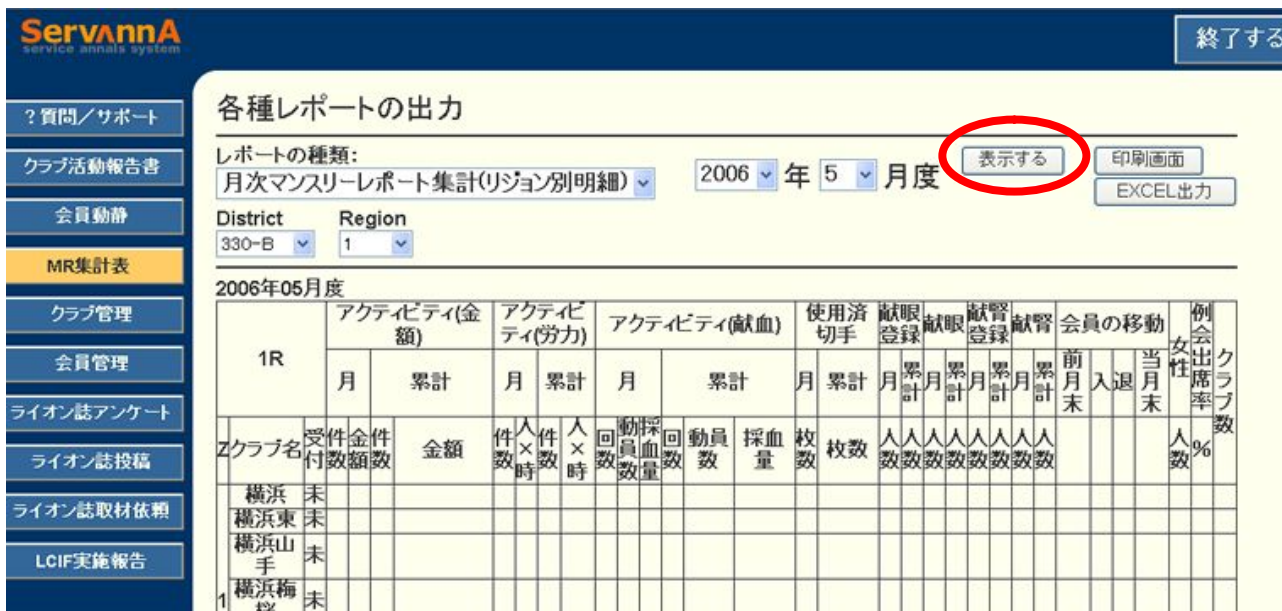 ServannA
service annals system
終了する
?質問/サポート
クラブ活動報告書
会員動静
MR集計表
クラブ管理
会員管理
ライオン誌アンケート
ライオン誌投稿
ライオン誌取材依頼
LCIF実施報告
各種レポートの出力
レポートの種類:
月次マンスリーレポート集計(リジョン別明細)
2006 年 5 月度
表示する
印刷画面
EXCEL出力
District Region
330-B 1
2006年05月度
1R
アクティビティ(金額)
アクティビティ(労力)
アクティビティ(献血)
使用済切手
献眼登録
献眼
献腎登録
献腎
会員の移動
女性
例会出席率
クラブ数
月 累計 月 累計 月 累計 月 累計 月 累計 月 累計 月 累計 月 累計 前月末 入 退 当月末
Z クラブ名 受付 件数 金額 件数 金額 件数 人×時 件数 人×時 回数 動員数 採血量 回数 動員数 採血量 枚数 枚数 人数 人数 人数 人数 人数 人数 人数 人数 人数 %
横浜 未
横浜東 未
横浜山手 未
1 横浜梅桜 未